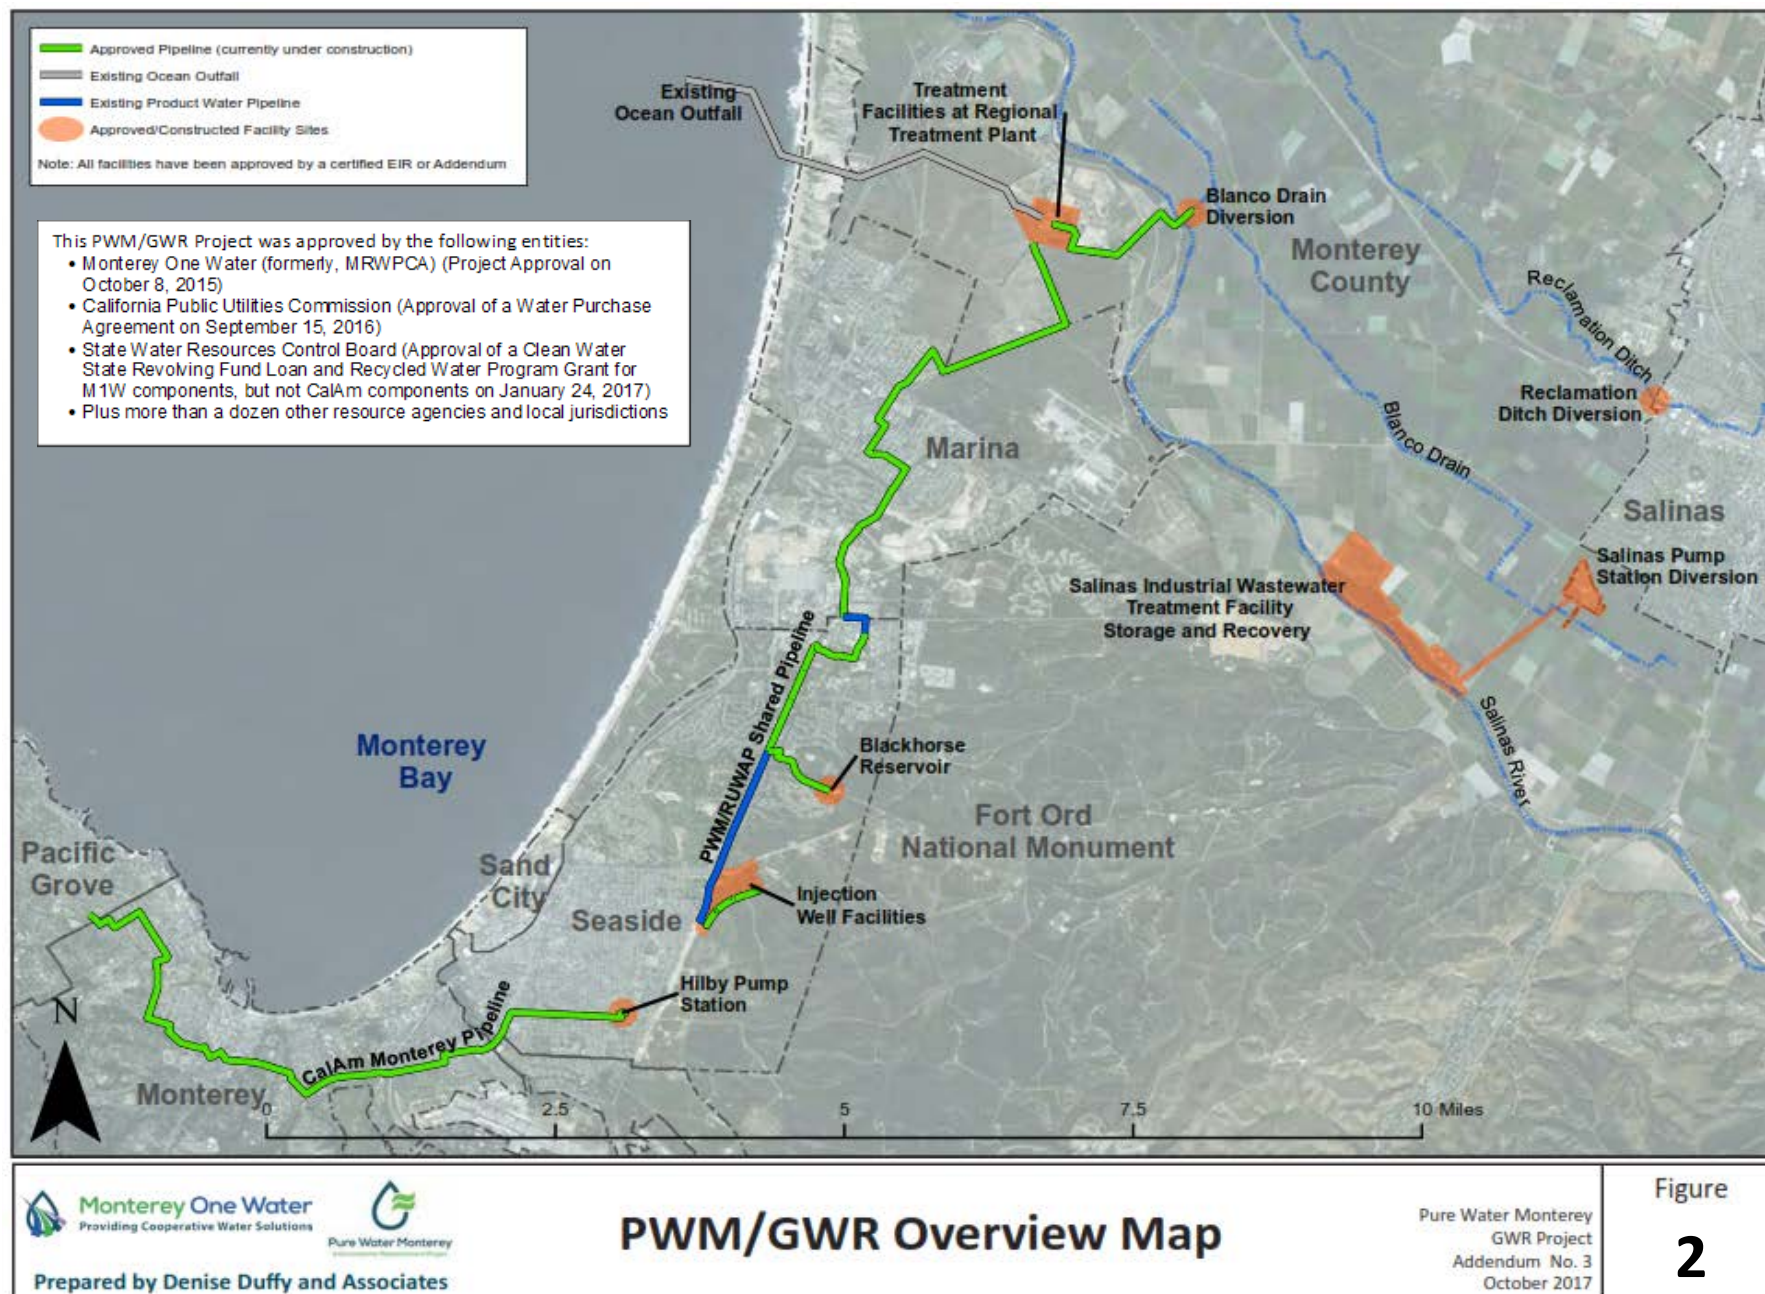 Approved Pipeline (currently under construction)
Existing Ocean Outfall
Existing Product Water Pipeline
Approved/Constructed Facility Sites
Note: All facilities have been approved by a certified EIR or Addendum
This PWM/GWR Project was approved by the following entities:
• Monterey One Water (formerly, MRWPCA) (Project Approval on
October 8, 2015)
• California Public Utilities Commission (Approval of a Water Purchase
Agreement on September 15, 2016)
• State Water Resources Control Board (Approval of a Clean Water
State Revolving Fund Loan and Recycled Water Program Grant for
M1W components, but not CalAm components on January 24, 2017)
• Plus more than a dozen other resource agencies and local jurisdictions
Existing
Ocean Outfall
Treatment
Facilities at Regional
Treatment Plant
Blanco Drain
Diversion
Monterey
County
Reclamation Ditch
Reclamation
Ditch Diversion
Blanco Drain
Marina
Salinas
Salinas Pump
Station Diversion
Salinas Industrial Wastewater
Treatment Facility
Storage and Recovery
Salinas River
PWM/RUWAP Shared Pipeline
Monterey
Bay
Blackhorse
Reservoir
Fort Ord
National Monument
Pacific
Grove
Sand
City
Seaside
Injection
Well Facilities
Hilby Pump
Station
CalAm Monterey Pipeline
Monterey
N
0 2.5 5 7.5 10 Miles
Monterey One Water
Providing Cooperative Water Solutions
Pure Water Monterey
Prepared by Denise Duffy and Associates
PWM/GWR Overview Map
Pure Water Monterey
GWR Project
Addendum No. 3
October 2017
Figure
2